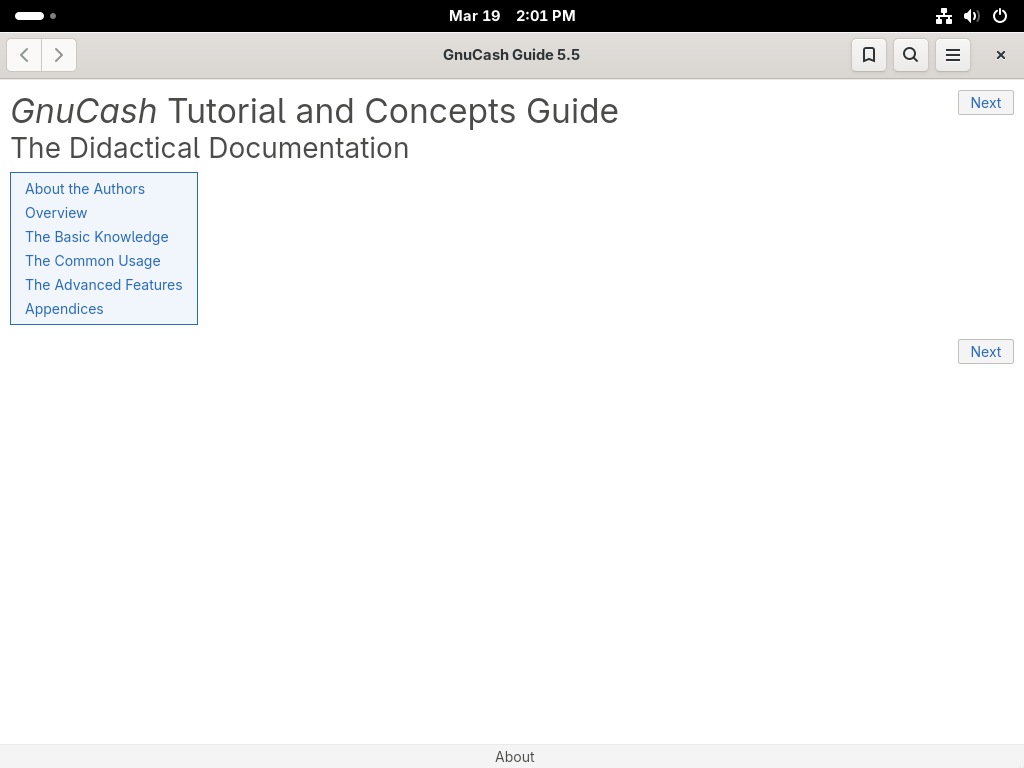 Mar 19 2:01 PM
GnuCash Guide 5.5
Next
GnuCash Tutorial and Concepts Guide
The Didactical Documentation
About the Authors
Overview
The Basic Knowledge
The Common Usage
The Advanced Features
Appendices
Next
About